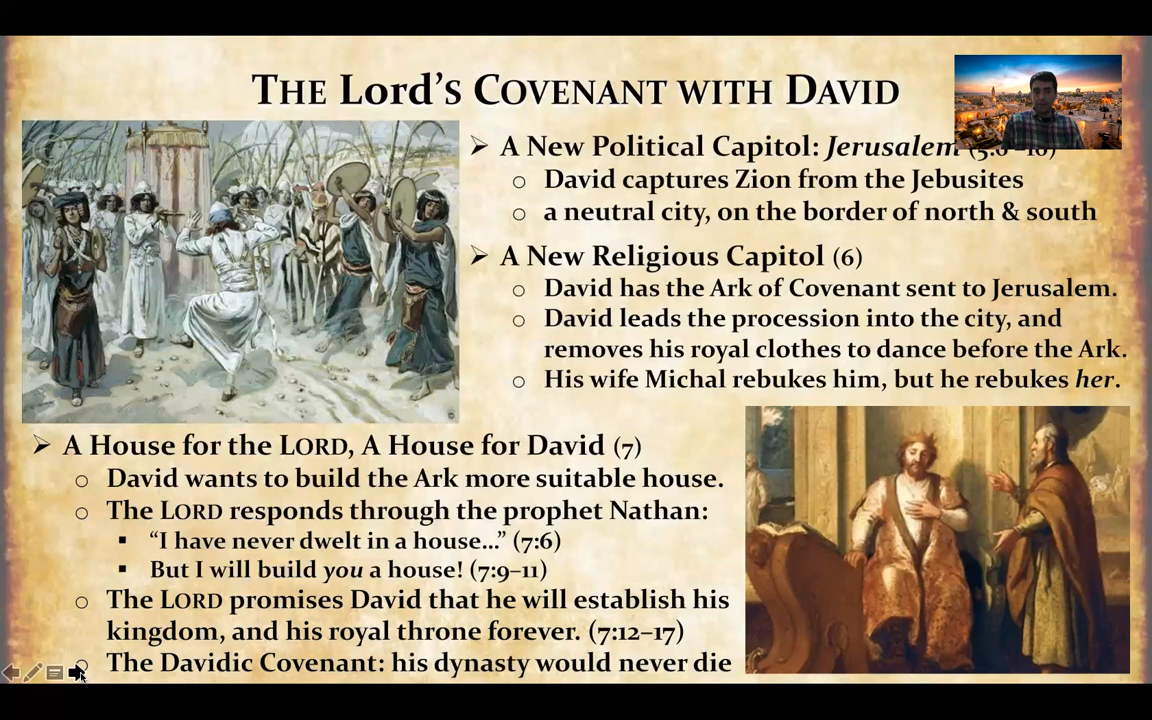 THE Lord's COVENANT WITH DAVID
➢ A New Political Capitol: Jerusalem
o David captures Zion from the Jebusites
o a neutral city, on the border of north & south
➢ A New Religious Capitol (6)
o David has the Ark of Covenant sent to Jerusalem.
o David leads the procession into the city, and
removes his royal clothes to dance before the Ark.
o His wife Michal rebukes him, but he rebukes her.
➢ A House for the LORD, A House for David (7)
o David wants to build the Ark more suitable house.
o The LORD responds through the prophet Nathan:
▪ “I have never dwelt in a house…” (7:6)
▪ But I will build you a house! (7:9–11)
o The LORD promises David that he will establish his
kingdom, and his royal throne forever. (7:12–17)
o The Davidic Covenant: his dynasty would never die